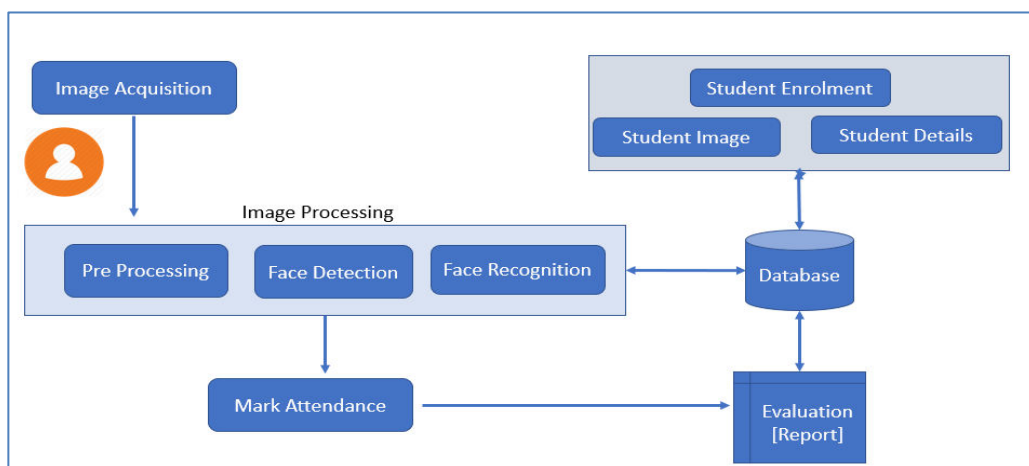 Image Acquisition
Student Enrolment
Student Image
Student Details
Image Processing
Pre Processing
Face Detection
Face Recognition
Database
Mark Attendance
Evaluation
[Report]